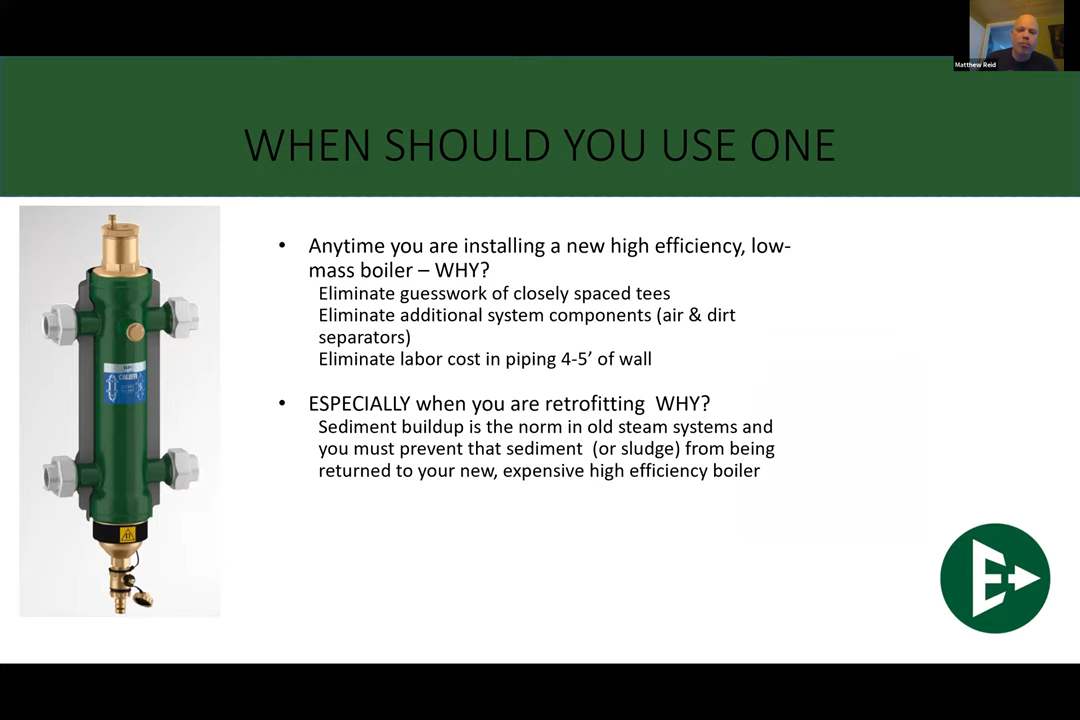 Matthew Reid
WHEN SHOULD YOU USE ONE
• Anytime you are installing a new high efficiency, low-
mass boiler – WHY?
Eliminate guesswork of closely spaced tees
Eliminate additional system components (air & dirt
separators)
Eliminate labor cost in piping 4-5’ of wall
• ESPECIALLY when you are retrofitting  WHY?
Sediment buildup is the norm in old steam systems and
you must prevent that sediment  (or sludge) from being
returned to your new, expensive high efficiency boiler
CALEFFI
E